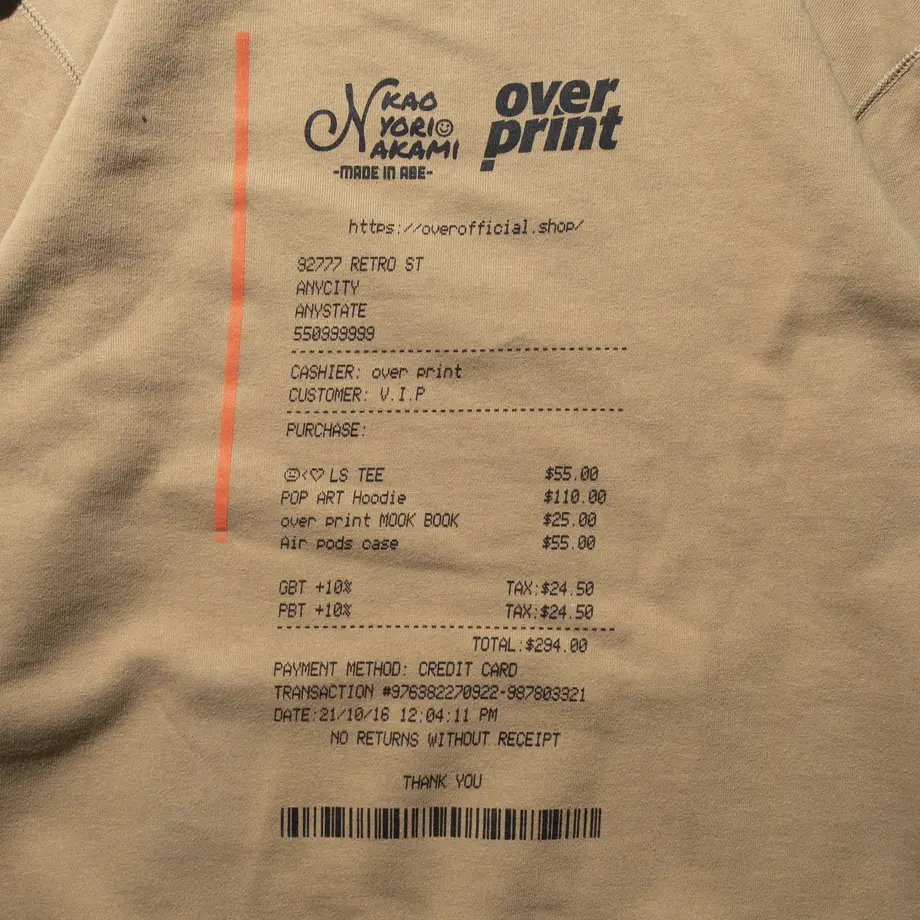 N KAO
YORI
AKAMI
-MADE IN ABE-
over
print
https://overofficial.shop/
92777 RETRO ST
ANYCITY
ANYSTATE
550999999
CASHIER: over print
CUSTOMER: V.I.P
PURCHASE:
☺<♡ LS TEE $55.00
POP ART Hoodie $110.00
over print MOOK BOOK $25.00
Air pods case $55.00
GBT +10% TAX:$24.50
PBT +10% TAX:$24.50
TOTAL:$294.00
PAYMENT METHOD: CREDIT CARD
TRANSACTION #976382270922-987803321
DATE:21/10/16 12:04:11 PM
NO RETURNS WITHOUT RECEIPT
THANK YOU